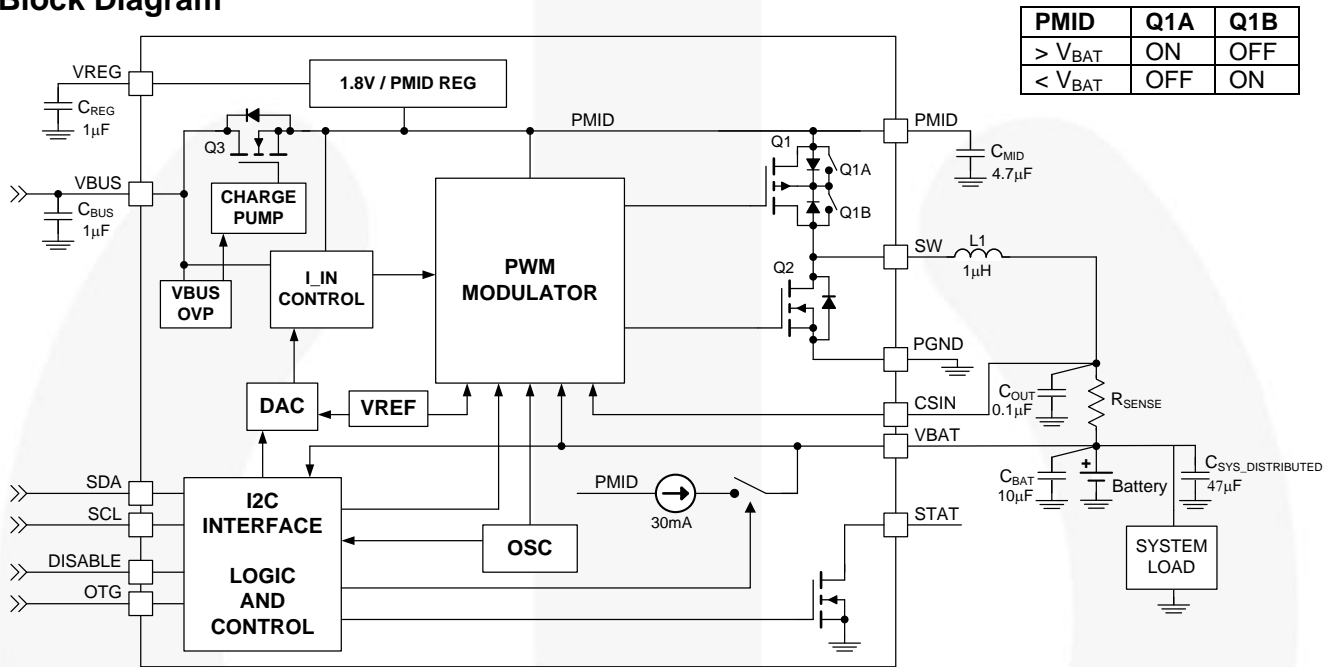 Block Diagram
PMID Q1A Q1B
> VBAT ON OFF
< VBAT OFF ON
VREG
1.8V / PMID REG
CREG
1µF
Q3
PMID
PMID
CMID
4.7µF
Q1
Q1A
Q1B
VBUS
CBUS
1µF
CHARGE
PUMP
VBUS
OVP
I_IN
CONTROL
PWM
MODULATOR
SW
L1
1µH
Q2
PGND
DAC
VREF
CSIN
COUT
0.1µF
RSENSE
VBAT
CBAT
10µF
+
Battery
CSYS_DISTRIBUTED
47µF
SYSTEM
LOAD
SDA
SCL
DISABLE
OTG
I2C
INTERFACE
LOGIC
AND
CONTROL
PMID
30mA
OSC
STAT